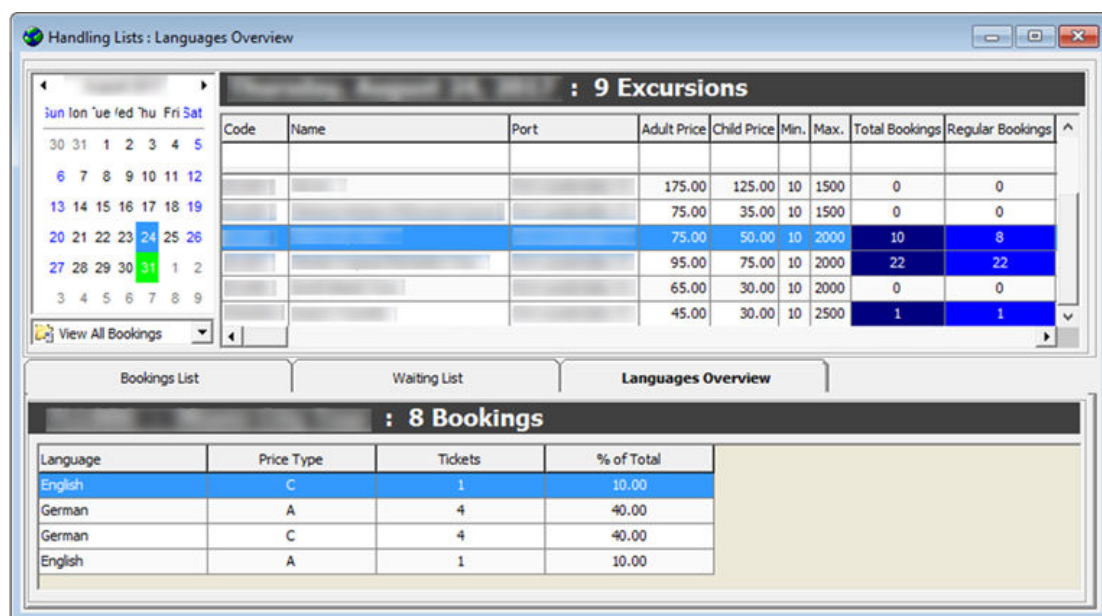 Handling Lists : Languages Overview
: 9 Excursions
Sun Mon Tue Wed Thu Fri Sat
30 31 1 2 3 4 5
6 7 8 9 10 11 12
13 14 15 16 17 18 19
20 21 22 23 24 25 26
27 28 29 30 31 1 2
3 4 5 6 7 8 9
View All Bookings
Code Name Port Adult Price Child Price Min. Max. Total Bookings Regular Bookings
175.00 125.00 10 1500 0 0
75.00 35.00 10 1500 0 0
75.00 50.00 10 2000 10 8
95.00 75.00 10 2000 22 22
65.00 30.00 10 2000 0 0
45.00 30.00 10 2500 1 1
Bookings List Waiting List Languages Overview
: 8 Bookings
Language Price Type Tickets % of Total
English C 1 10.00
German A 4 40.00
German C 4 40.00
English A 1 10.00